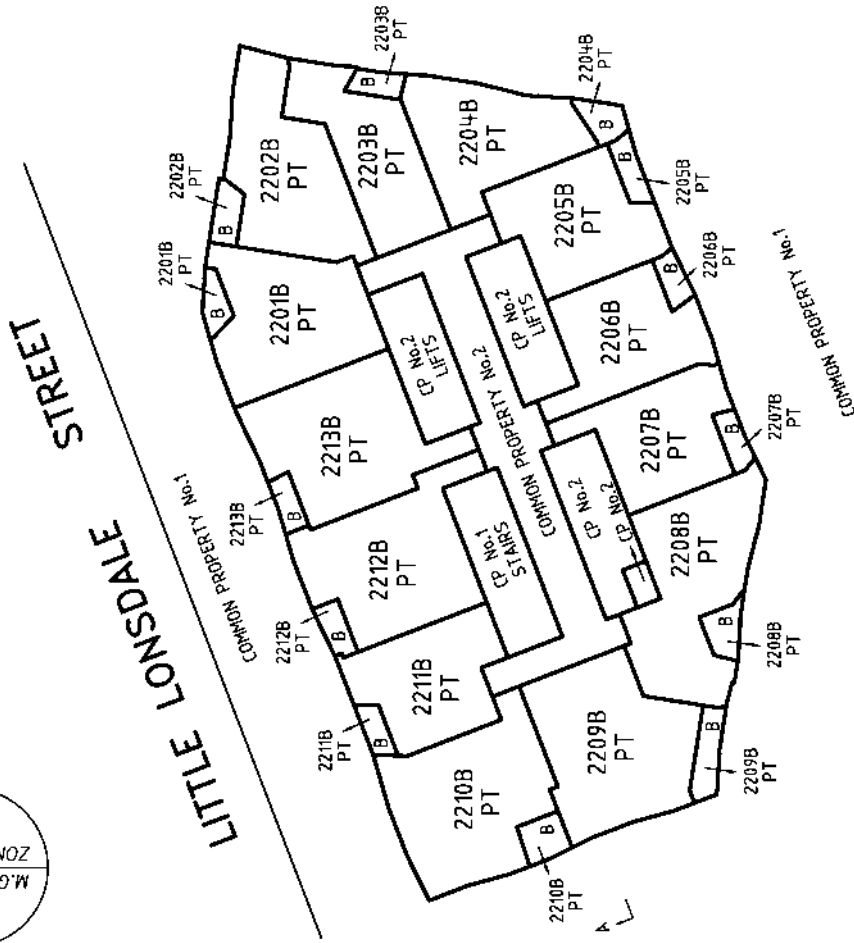 M.G
ZON
LITTLE LONSDALE STREET
COMMON PROPERTY No.1
2202B
PT
2201B
PT
2213B
PT
2212B
PT
2211B
PT
2210B
PT
2203B
PT
2204B
PT
2205B
PT
2206B
PT
2207B
PT
2208B
PT
2209B
PT
2202B
PT
2203B
PT
2204B
PT
2201B
PT
2205B
PT
2213B
PT
2206B
PT
2212B
PT
2207B
PT
2211B
PT
2208B
PT
2210B
PT
2209B
PT
CP No.2
LIFTS
CP No.2
LIFTS
COMMON PROPERTY No.2
CP No.1
STAIRS
CP No.2
CP No.2
COMMON PROPERTY No.1
B
B
B
B
B
B
B
B
B
B
B
B
B
A